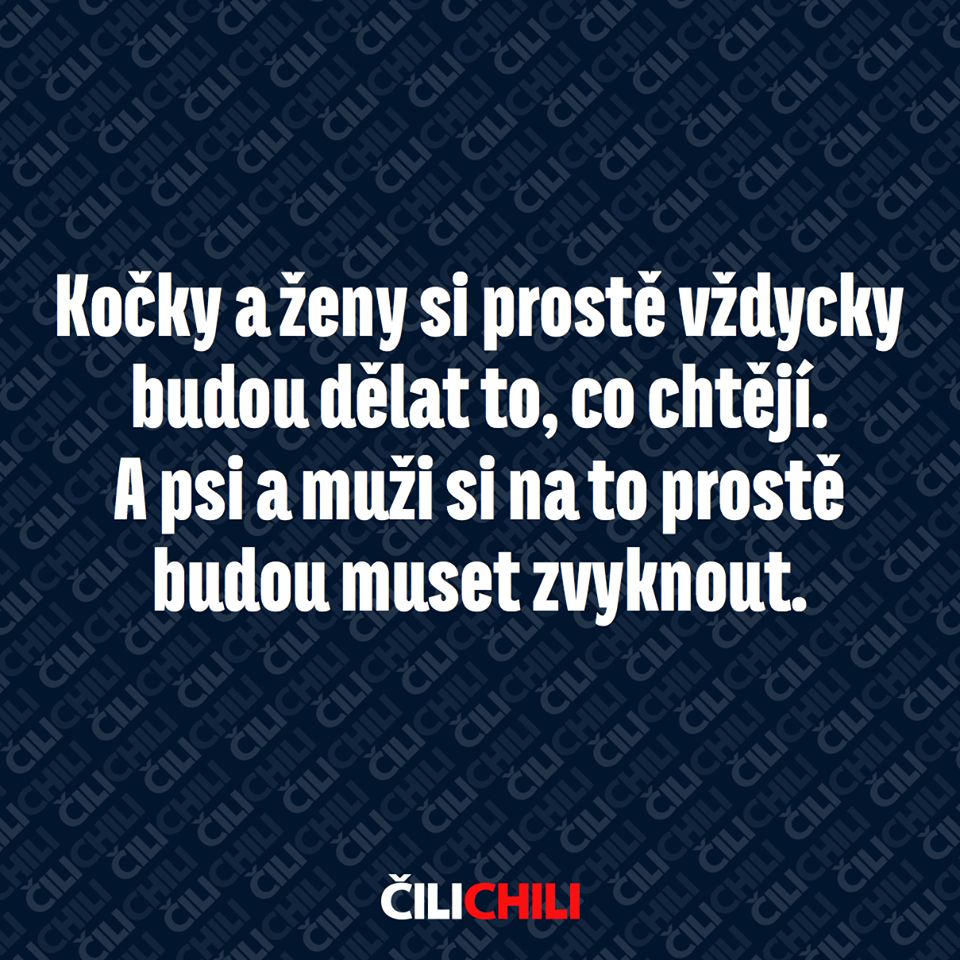 Kočky a ženy si prostě vždycky
budou dělat to, co chtějí.
A psi a muži si na to prostě
budou muset zvyknout.
ČILICHILI